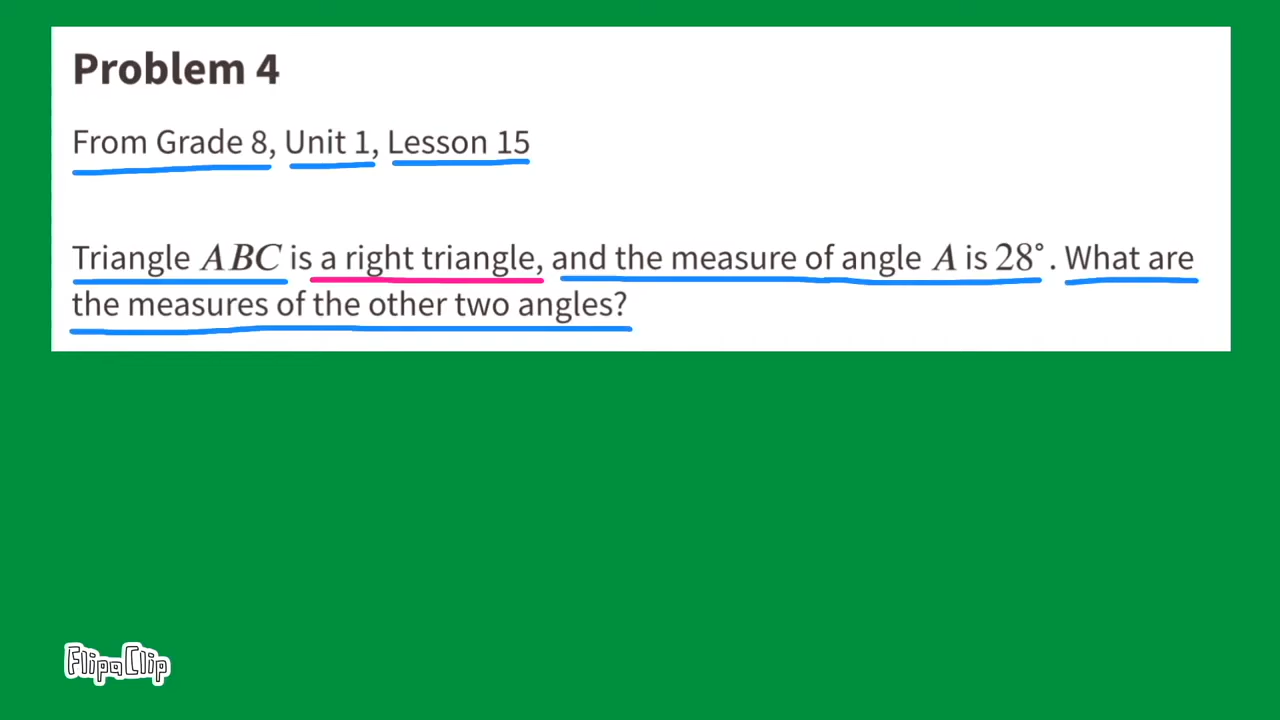 Problem 4
From Grade 8, Unit 1, Lesson 15
Triangle ABC is a right triangle, and the measure of angle A is 28°. What are
the measures of the other two angles?
FlipaClip